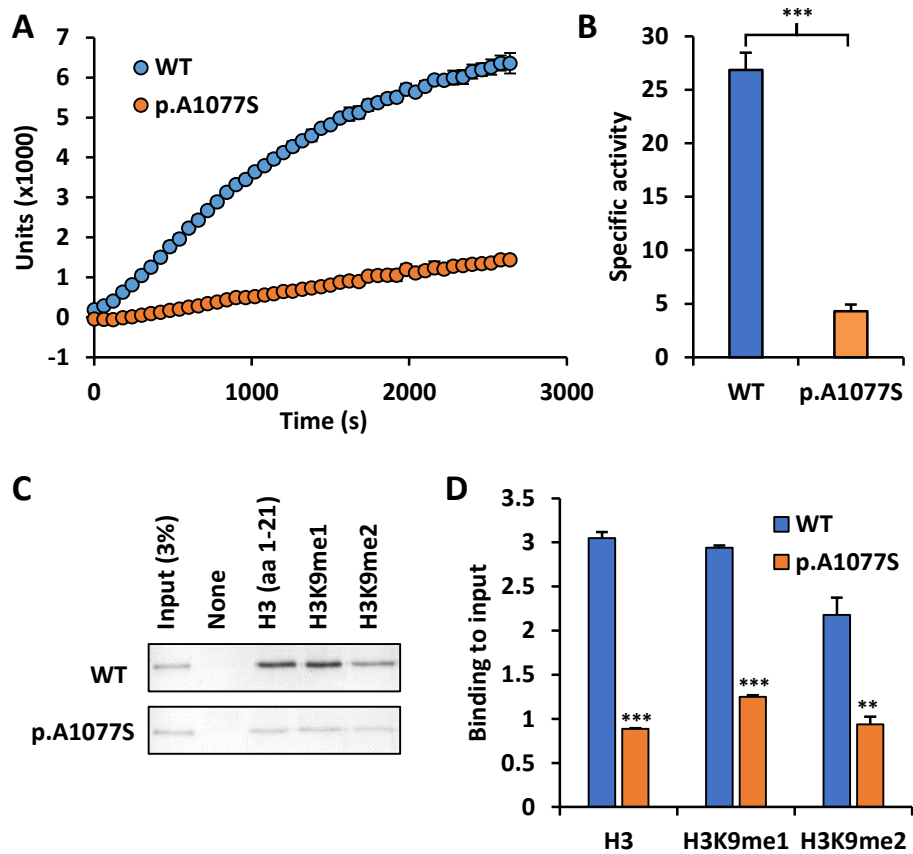 A
Units (x1000)
7
6
5
4
3
2
1
0
-1
WT
p.A1077S
0
1000
2000
3000
Time (s)
B
***
Specific activity
30
25
20
15
10
5
0
WT
p.A1077S
C
Input (3%)
None
H3 (aa 1-21)
H3K9me1
H3K9me2
WT
p.A1077S
D
Binding to input
3.5
3
2.5
2
1.5
1
0.5
0
WT
p.A1077S
***
***
**
H3
H3K9me1
H3K9me2